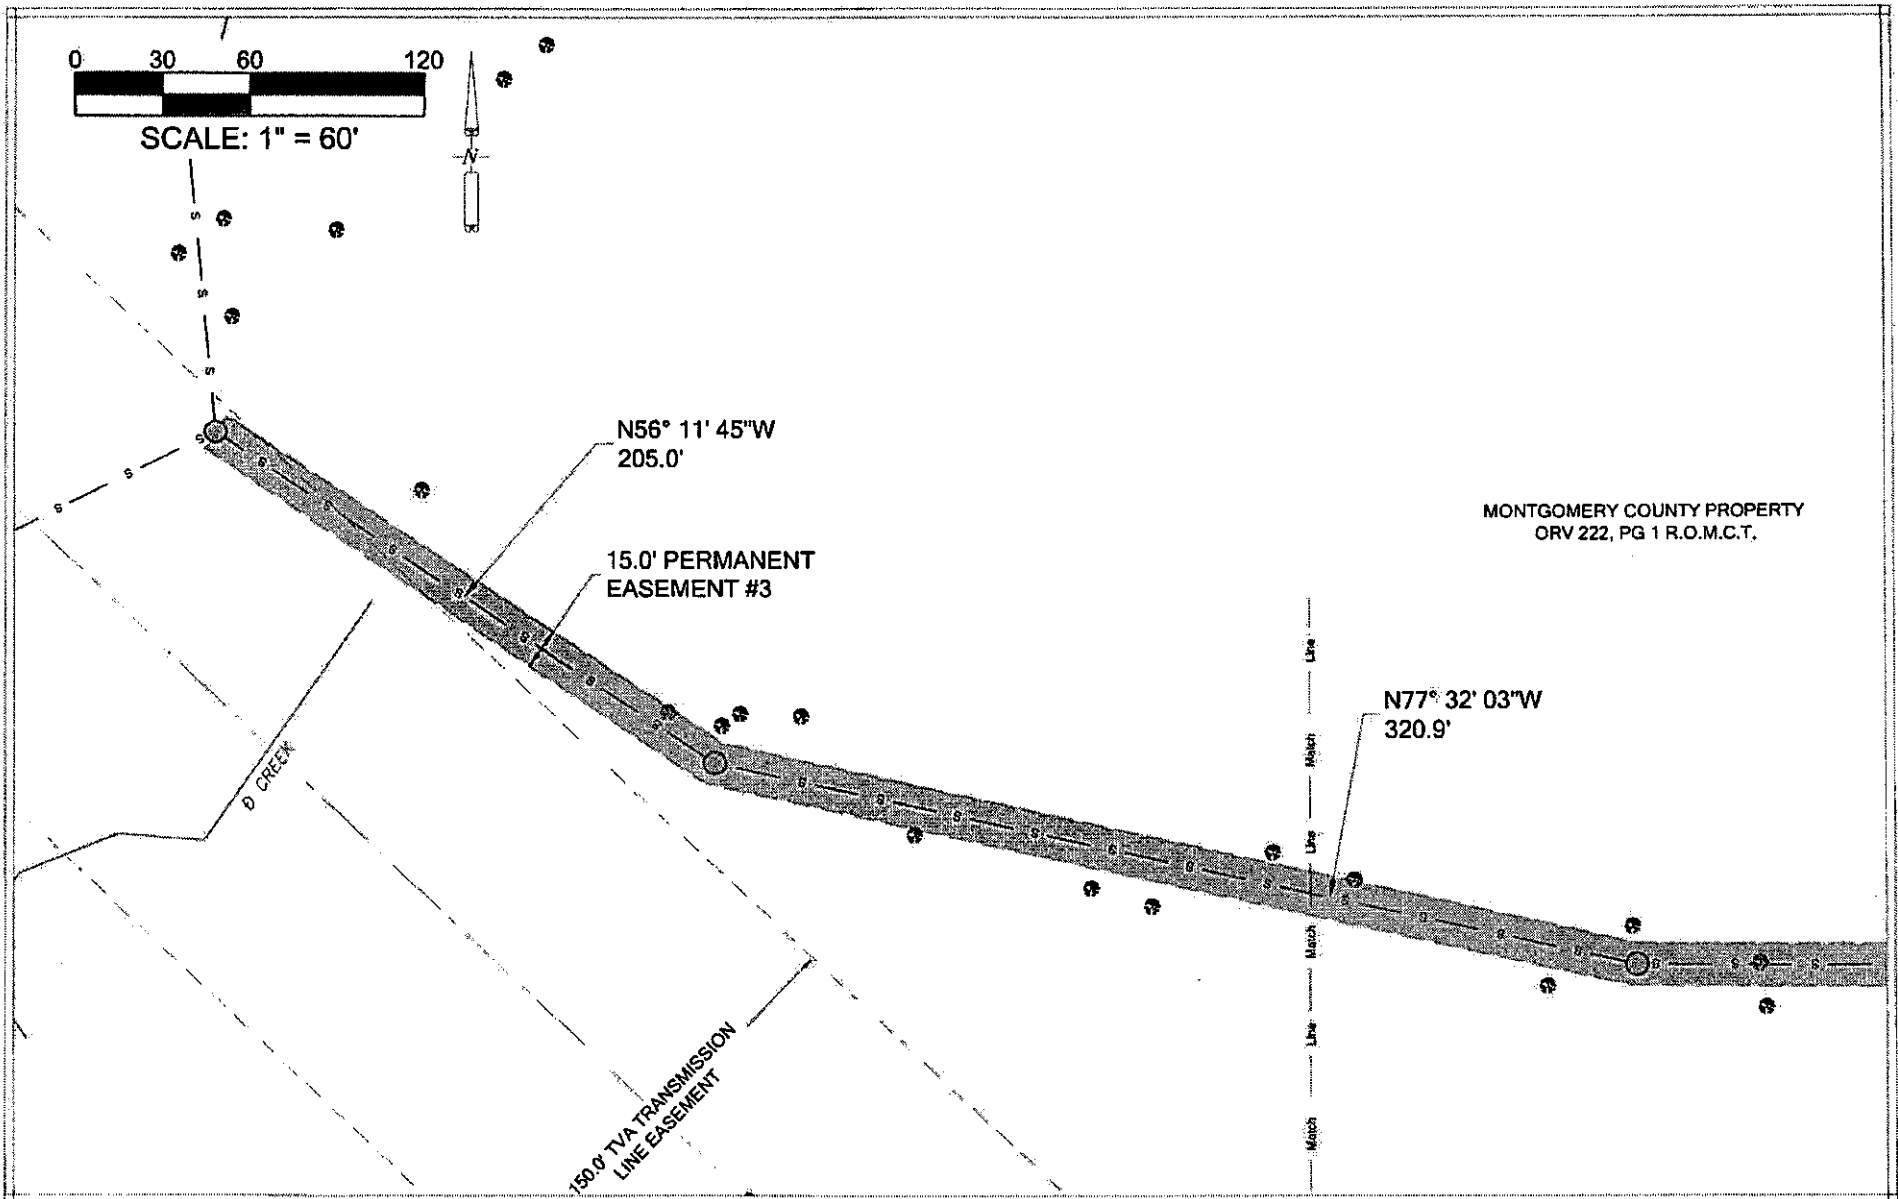 0 30 60 120
SCALE: 1" = 60'
N
S
S
S
S
S
S
N56° 11' 45"W
205.0'
15.0' PERMANENT
EASEMENT #3
MONTGOMERY COUNTY PROPERTY
ORV 222, PG 1 R.O.M.C.T.
N77° 32' 03"W
320.9'
CREEK
150.0' TVA TRANSMISSION
LINE EASEMENT
Line
Match
Line
Match
Line
Match